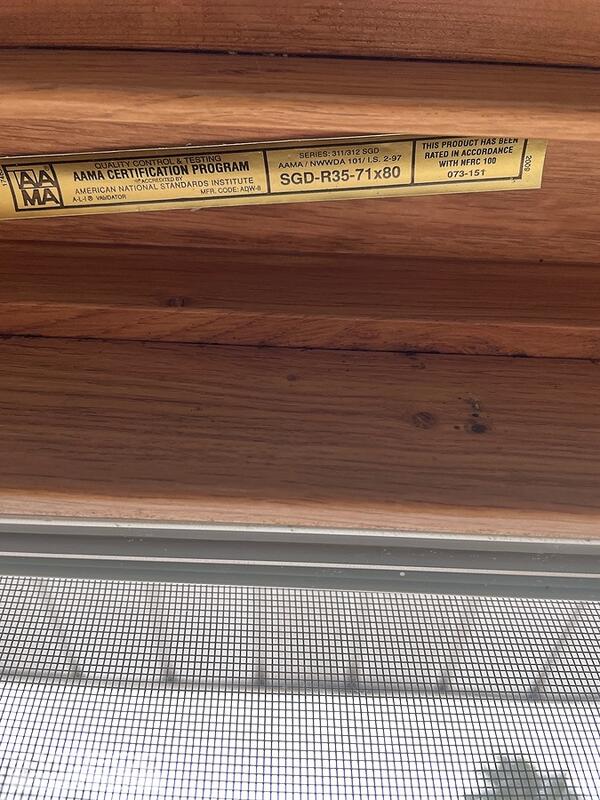 AA
MA
QUALITY CONTROL & TESTING
AAMA CERTIFICATION PROGRAM
ACCREDITED BY
AMERICAN NATIONAL STANDARDS INSTITUTE
A-L-I ® VALIDATOR
MFR. CODE: ADW-8
SERIES: 311/312 SGD
AAMA / NWWDA 101/ I.S. 2-97
SGD-R35-71x80
THIS PRODUCT HAS BEEN
RATED IN ACCORDANCE
WITH NFRC 100
073-151